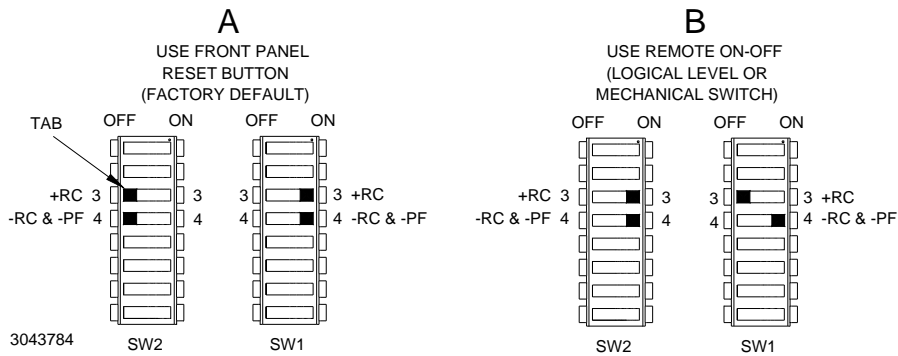 A
USE FRONT PANEL
RESET BUTTON
(FACTORY DEFAULT)
TAB
OFF ON
OFF ON
+RC 3 3
3 3 +RC
-RC & -PF 4 4
4 4 -RC & -PF
SW2
SW1
3043784
B
USE REMOTE ON-OFF
(LOGICAL LEVEL OR
MECHANICAL SWITCH)
OFF ON
OFF ON
+RC 3 3
3 3 +RC
-RC & -PF 4 4
4 4 -RC & -PF
SW2
SW1